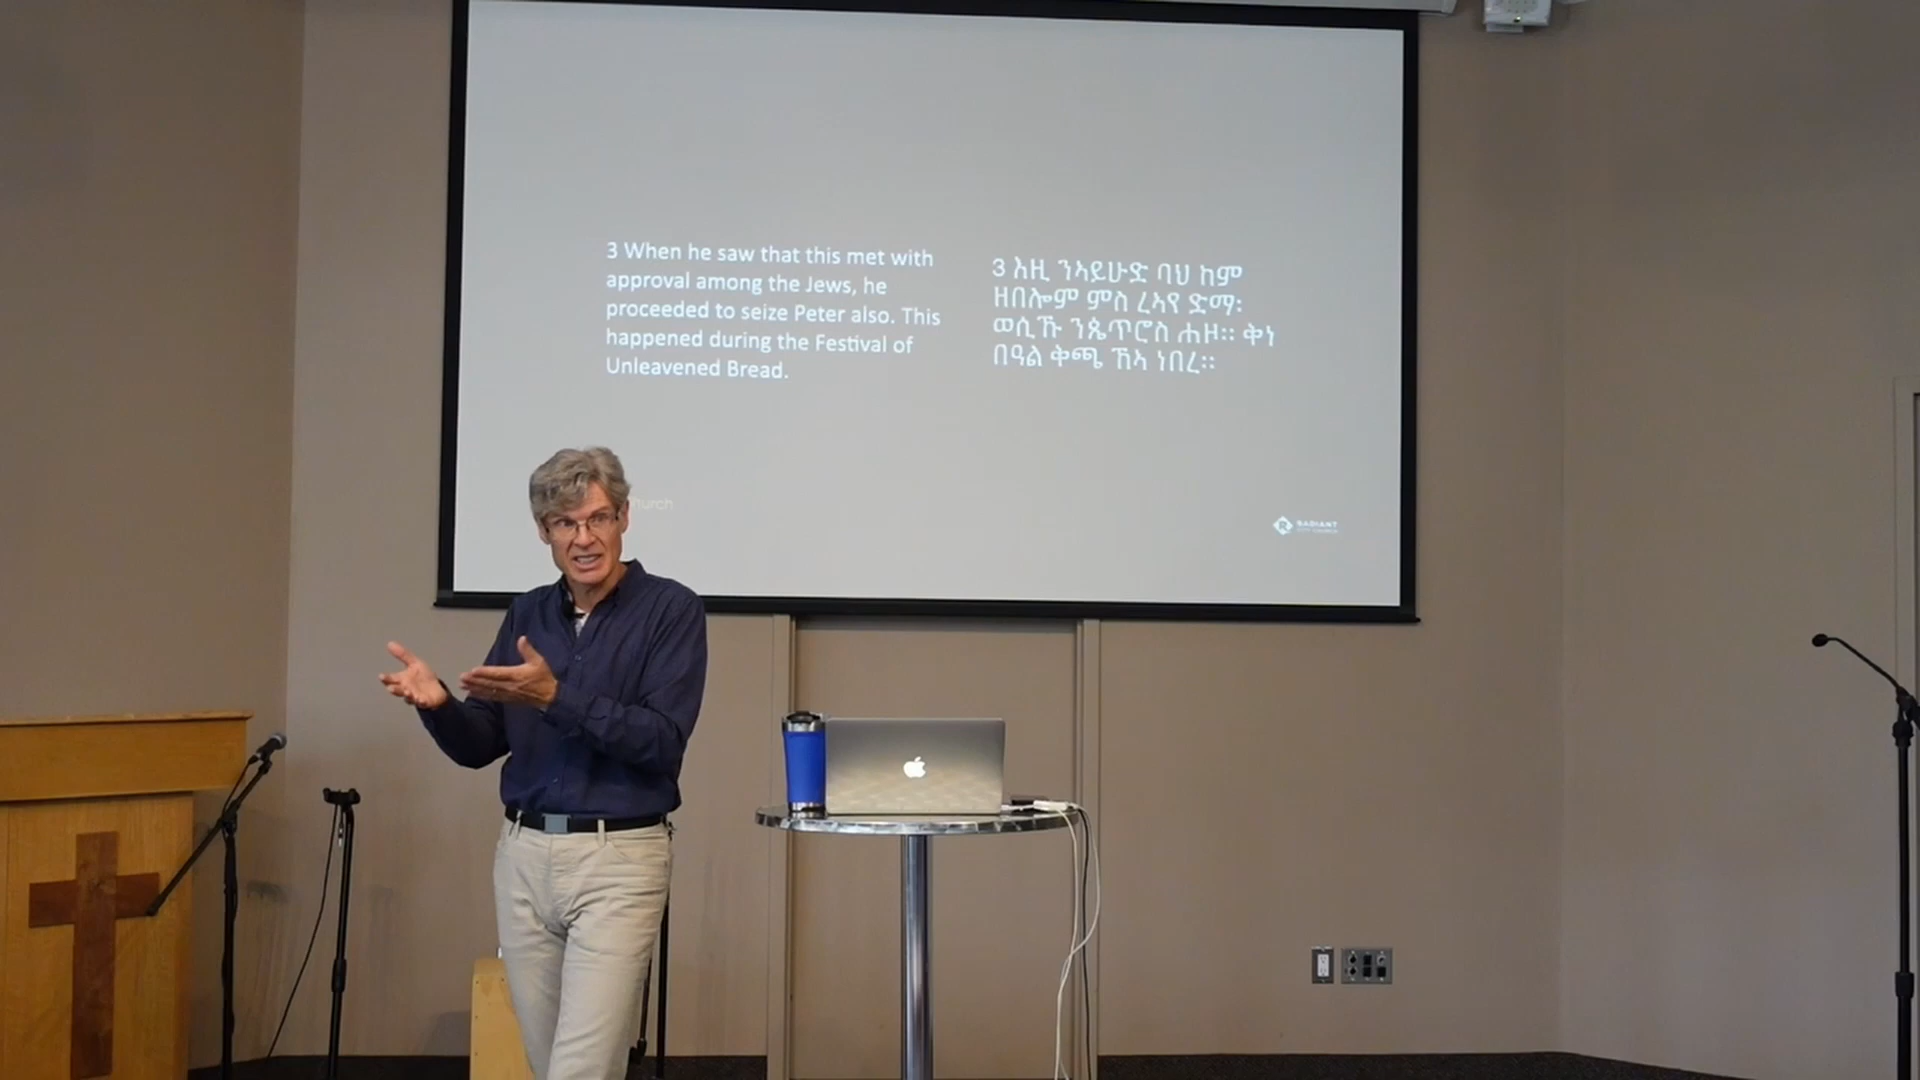 3 When he saw that this met with
approval among the Jews, he
proceeded to seize Peter also. This
happened during the Festival of
Unleavened Bread.
3 እዚ ንኣይሁድ ባህ ከም
ዘበሎም ምስ ረኣየ ድማ፡
ወሲኹ ንጴጥሮስ ሐዞ። ቅነ
በዓል ቅጫ ኸኣ ነበረ።
RADIANT